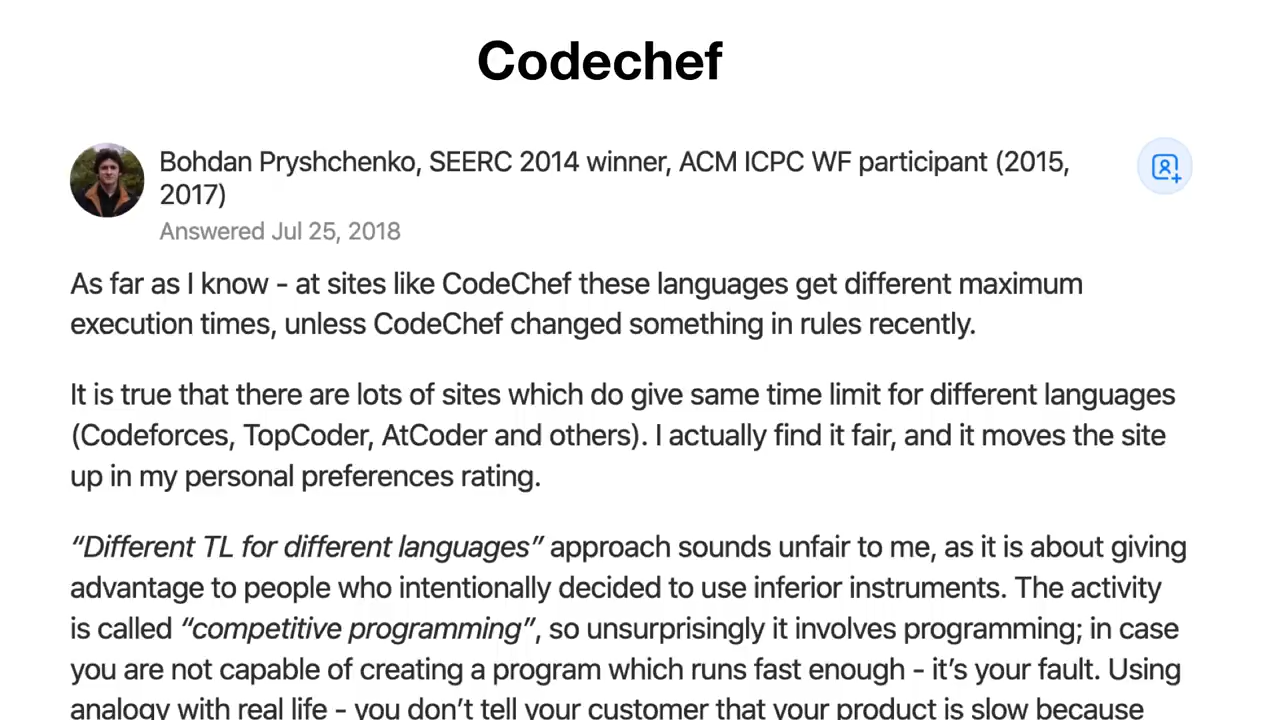 Codechef
Bohdan Pryshchenko, SEERC 2014 winner, ACM ICPC WF participant (2015,
2017)
Answered Jul 25, 2018
As far as I know - at sites like CodeChef these languages get different maximum
execution times, unless CodeChef changed something in rules recently.
It is true that there are lots of sites which do give same time limit for different languages
(Codeforces, TopCoder, AtCoder and others). I actually find it fair, and it moves the site
up in my personal preferences rating.
“Different TL for different languages” approach sounds unfair to me, as it is about giving
advantage to people who intentionally decided to use inferior instruments. The activity
is called “competitive programming”, so unsurprisingly it involves programming; in case
you are not capable of creating a program which runs fast enough - it’s your fault. Using
analogy with real life - you don’t tell your customer that your product is slow because